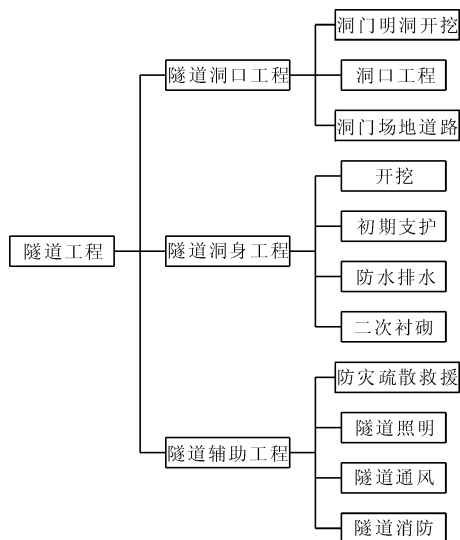 隧道工程
隧道洞口工程
洞门明洞开挖
洞口工程
洞门场地道路
隧道洞身工程
开挖
初期支护
防水排水
二次衬砌
隧道辅助工程
防灾疏散救援
隧道照明
隧道通风
隧道消防